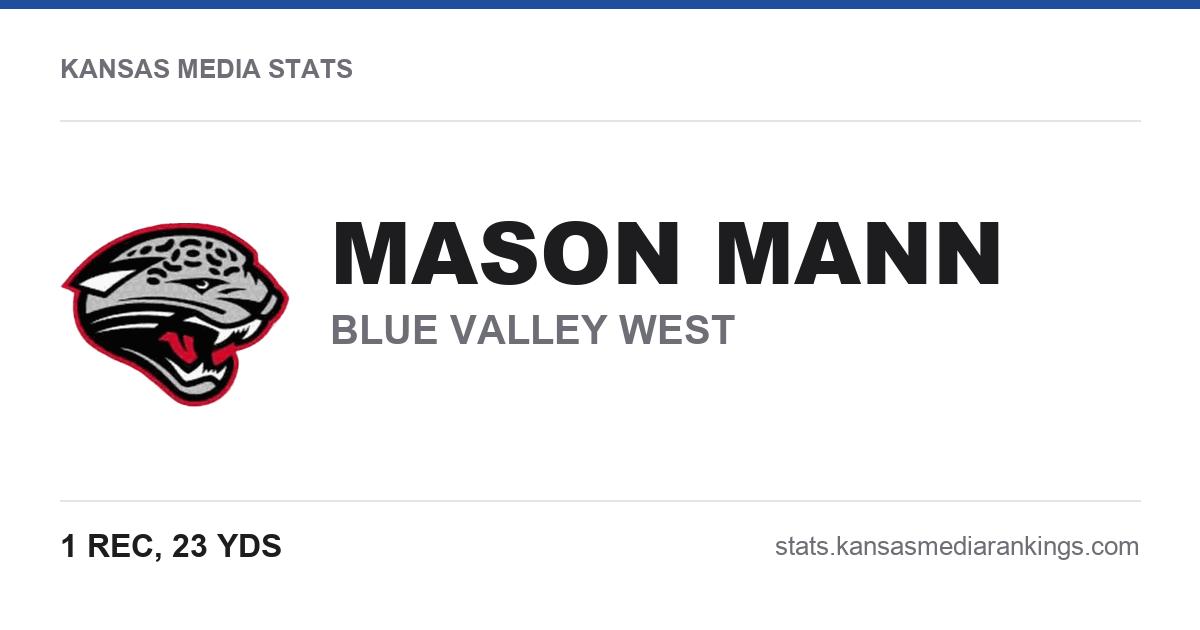 KANSAS MEDIA STATS
MASON MANN
BLUE VALLEY WEST
1 REC, 23 YDS
stats.kansasmediarankings.com